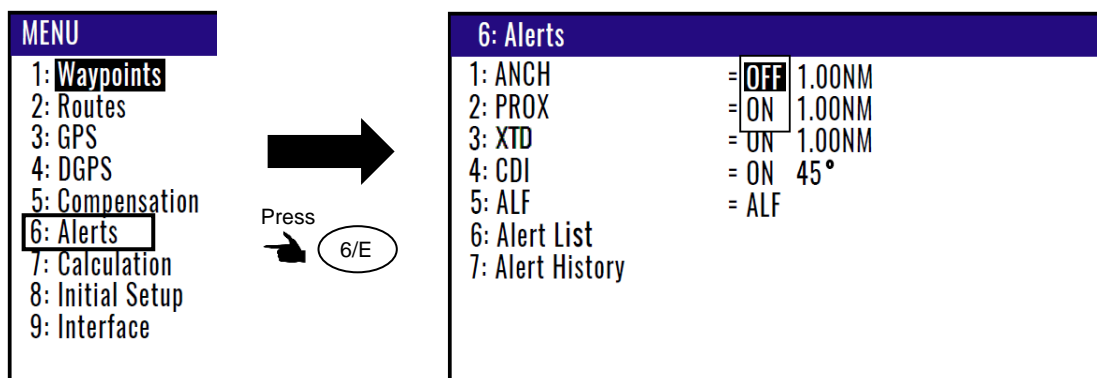 MENU
1: Waypoints
2: Routes
3: GPS
4: DGPS
5: Compensation
6: Alerts
7: Calculation
8: Initial Setup
9: Interface
Press
6/E
6: Alerts
1: ANCH = OFF 1.00NM
2: PROX = ON 1.00NM
3: XTD = ON 1.00NM
4: CDI = ON 45°
5: ALF = ALF
6: Alert List
7: Alert History